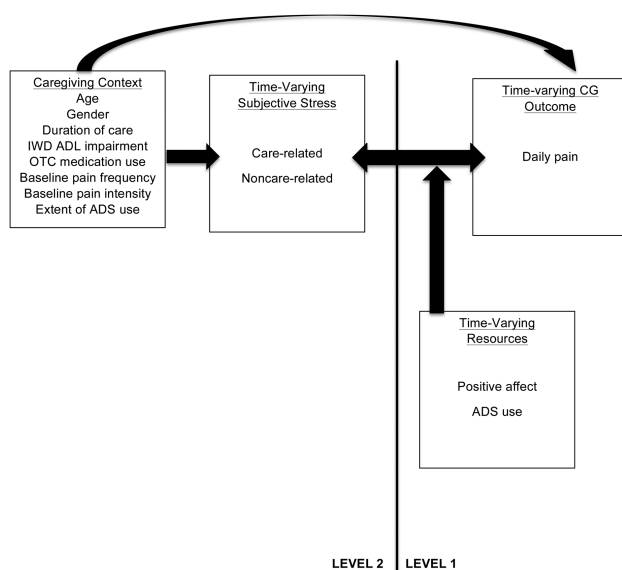 Caregiving Context
Age
Gender
Duration of care
IWD ADL impairment
OTC medication use
Baseline pain frequency
Baseline pain intensity
Extent of ADS use
Time-Varying
Subjective Stress
Care-related
Noncare-related
Time-varying CG
Outcome
Daily pain
Time-Varying
Resources
Positive affect
ADS use
LEVEL 2
LEVEL 1